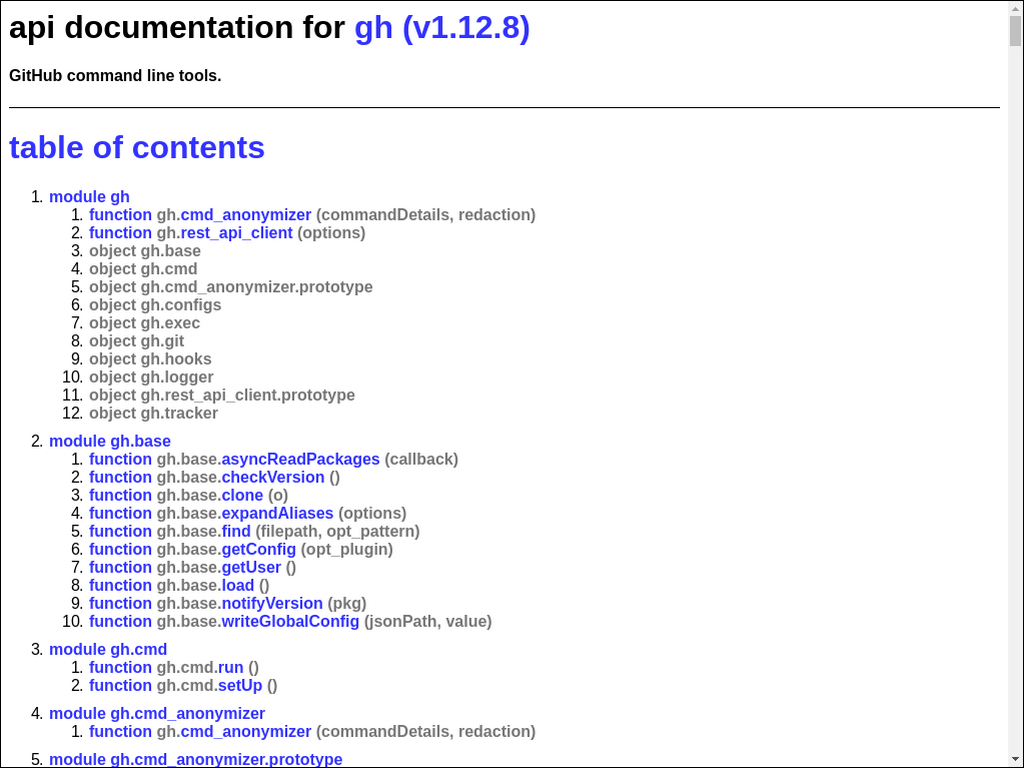 api documentation for gh (v1.12.8)
GitHub command line tools.
table of contents
1. module gh
1. function gh.cmd_anonymizer (commandDetails, redaction)
2. function gh.rest_api_client (options)
3. object gh.base
4. object gh.cmd
5. object gh.cmd_anonymizer.prototype
6. object gh.configs
7. object gh.exec
8. object gh.git
9. object gh.hooks
10. object gh.logger
11. object gh.rest_api_client.prototype
12. object gh.tracker
2. module gh.base
1. function gh.base.asyncReadPackages (callback)
2. function gh.base.checkVersion ()
3. function gh.base.clone (o)
4. function gh.base.expandAliases (options)
5. function gh.base.find (filepath, opt_pattern)
6. function gh.base.getConfig (opt_plugin)
7. function gh.base.getUser ()
8. function gh.base.load ()
9. function gh.base.notifyVersion (pkg)
10. function gh.base.writeGlobalConfig (jsonPath, value)
3. module gh.cmd
1. function gh.cmd.run ()
2. function gh.cmd.setUp ()
4. module gh.cmd_anonymizer
1. function gh.cmd_anonymizer (commandDetails, redaction)
5. module gh.cmd_anonymizer.prototype